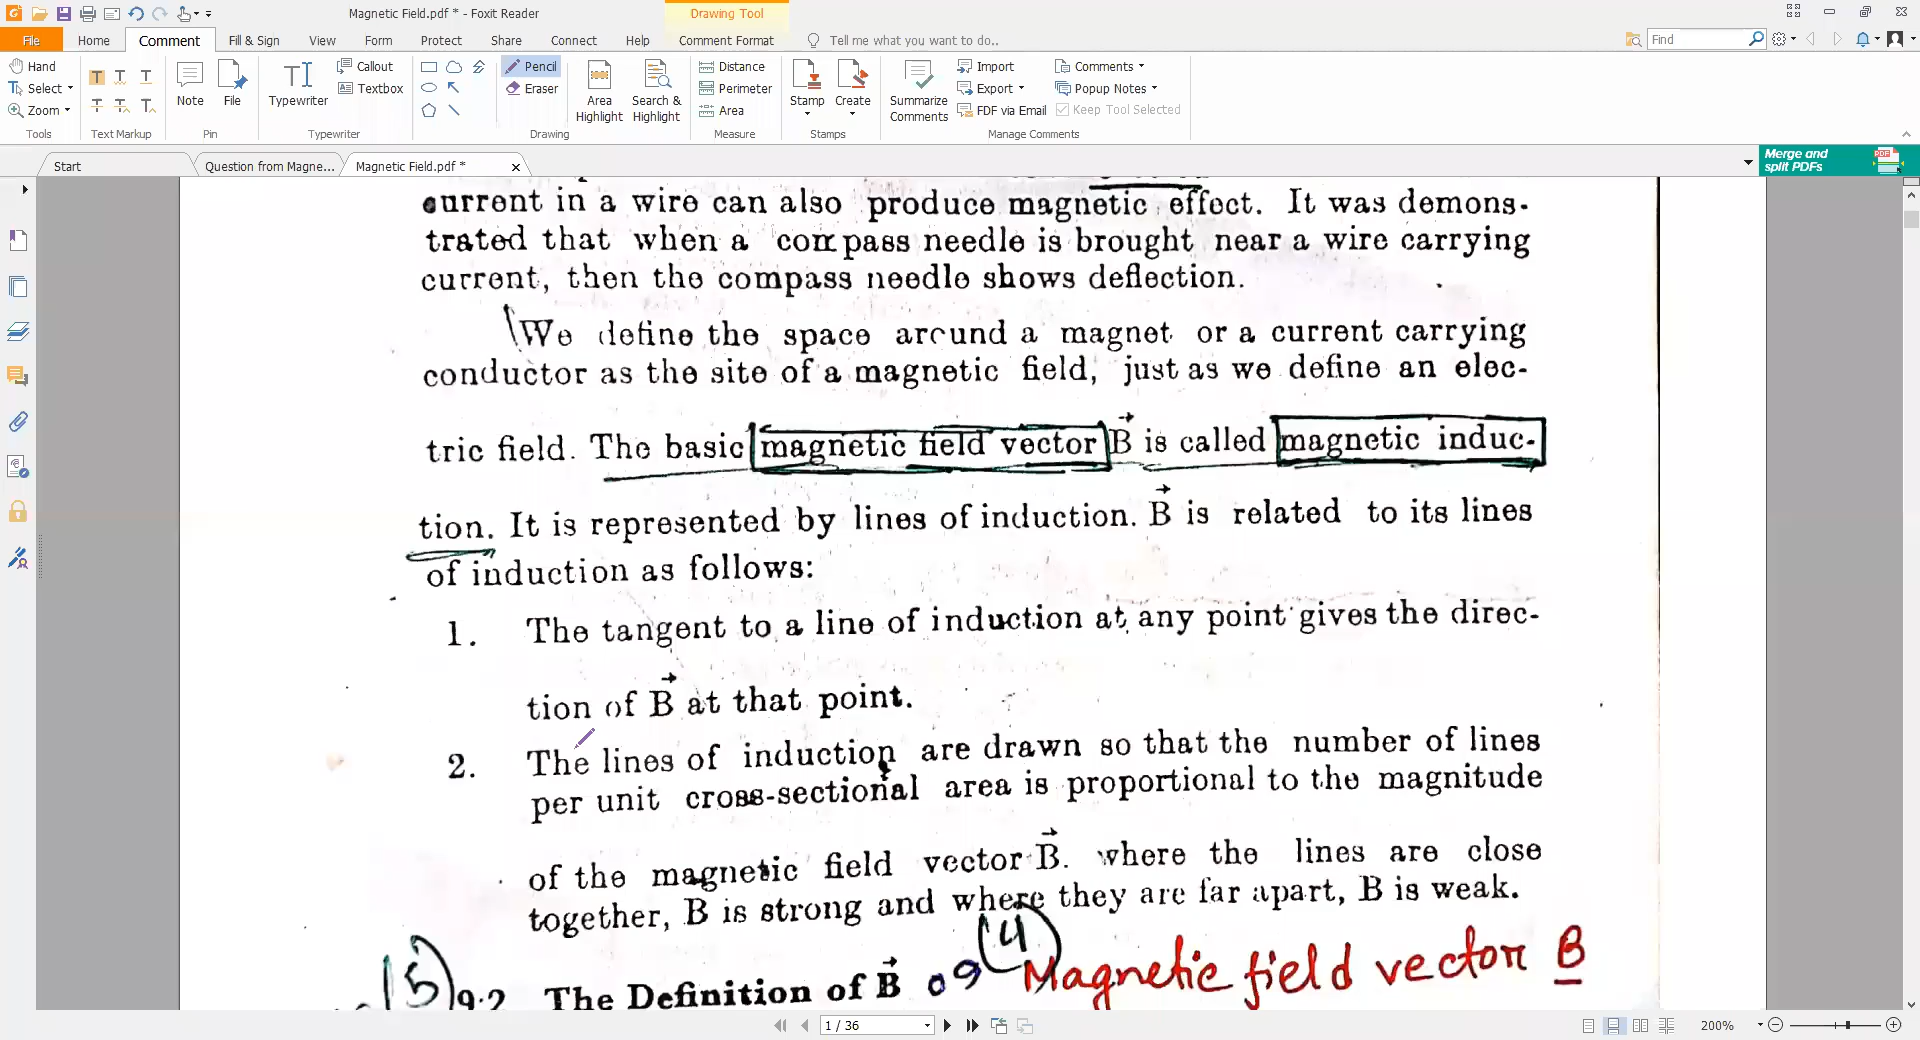 Magnetic Field.pdf * - Foxit Reader
Drawing Tool
File Home Comment Fill & Sign View Form Protect Share Connect Help Comment Format Tell me what you want to do.. Find
Hand
Select
Zoom
Tools
Text Markup
Note
File
Pin
Typewriter
Callout
Textbox
Typewriter
Pencil
Eraser
Area
Highlight
Search &
Highlight
Drawing
Distance
Perimeter
Area
Measure
Stamp
Create
Stamps
Summarize
Comments
Import
Export
FDF via Email
Comments
Popup Notes
Keep Tool Selected
Manage Comments
Start Question from Magne... Magnetic Field.pdf *
Merge and
split PDFs
PDF
current in a wire can also produce magnetic effect. It was demons-
trated that when a compass needle is brought near a wire carrying
current, then the compass needle shows deflection.
We define the space around a magnet or a current carrying
conductor as the site of a magnetic field, just as we define an elec-
tric field. The basic magnetic field vector B⃗ is called magnetic induc-
tion. It is represented by lines of induction. B⃗ is related to its lines
of induction as follows:
1. The tangent to a line of induction at any point gives the direc-
tion of B⃗ at that point.
2. The lines of induction are drawn so that the number of lines
per unit cross-sectional area is proportional to the magnitude
of the magnetic field vector B⃗. where the lines are close
together, B is strong and where they are far apart, B is weak.
(4)
(5) 9.2 The Definition of B⃗ 09 Magnetic field vector B
1 / 36
200%